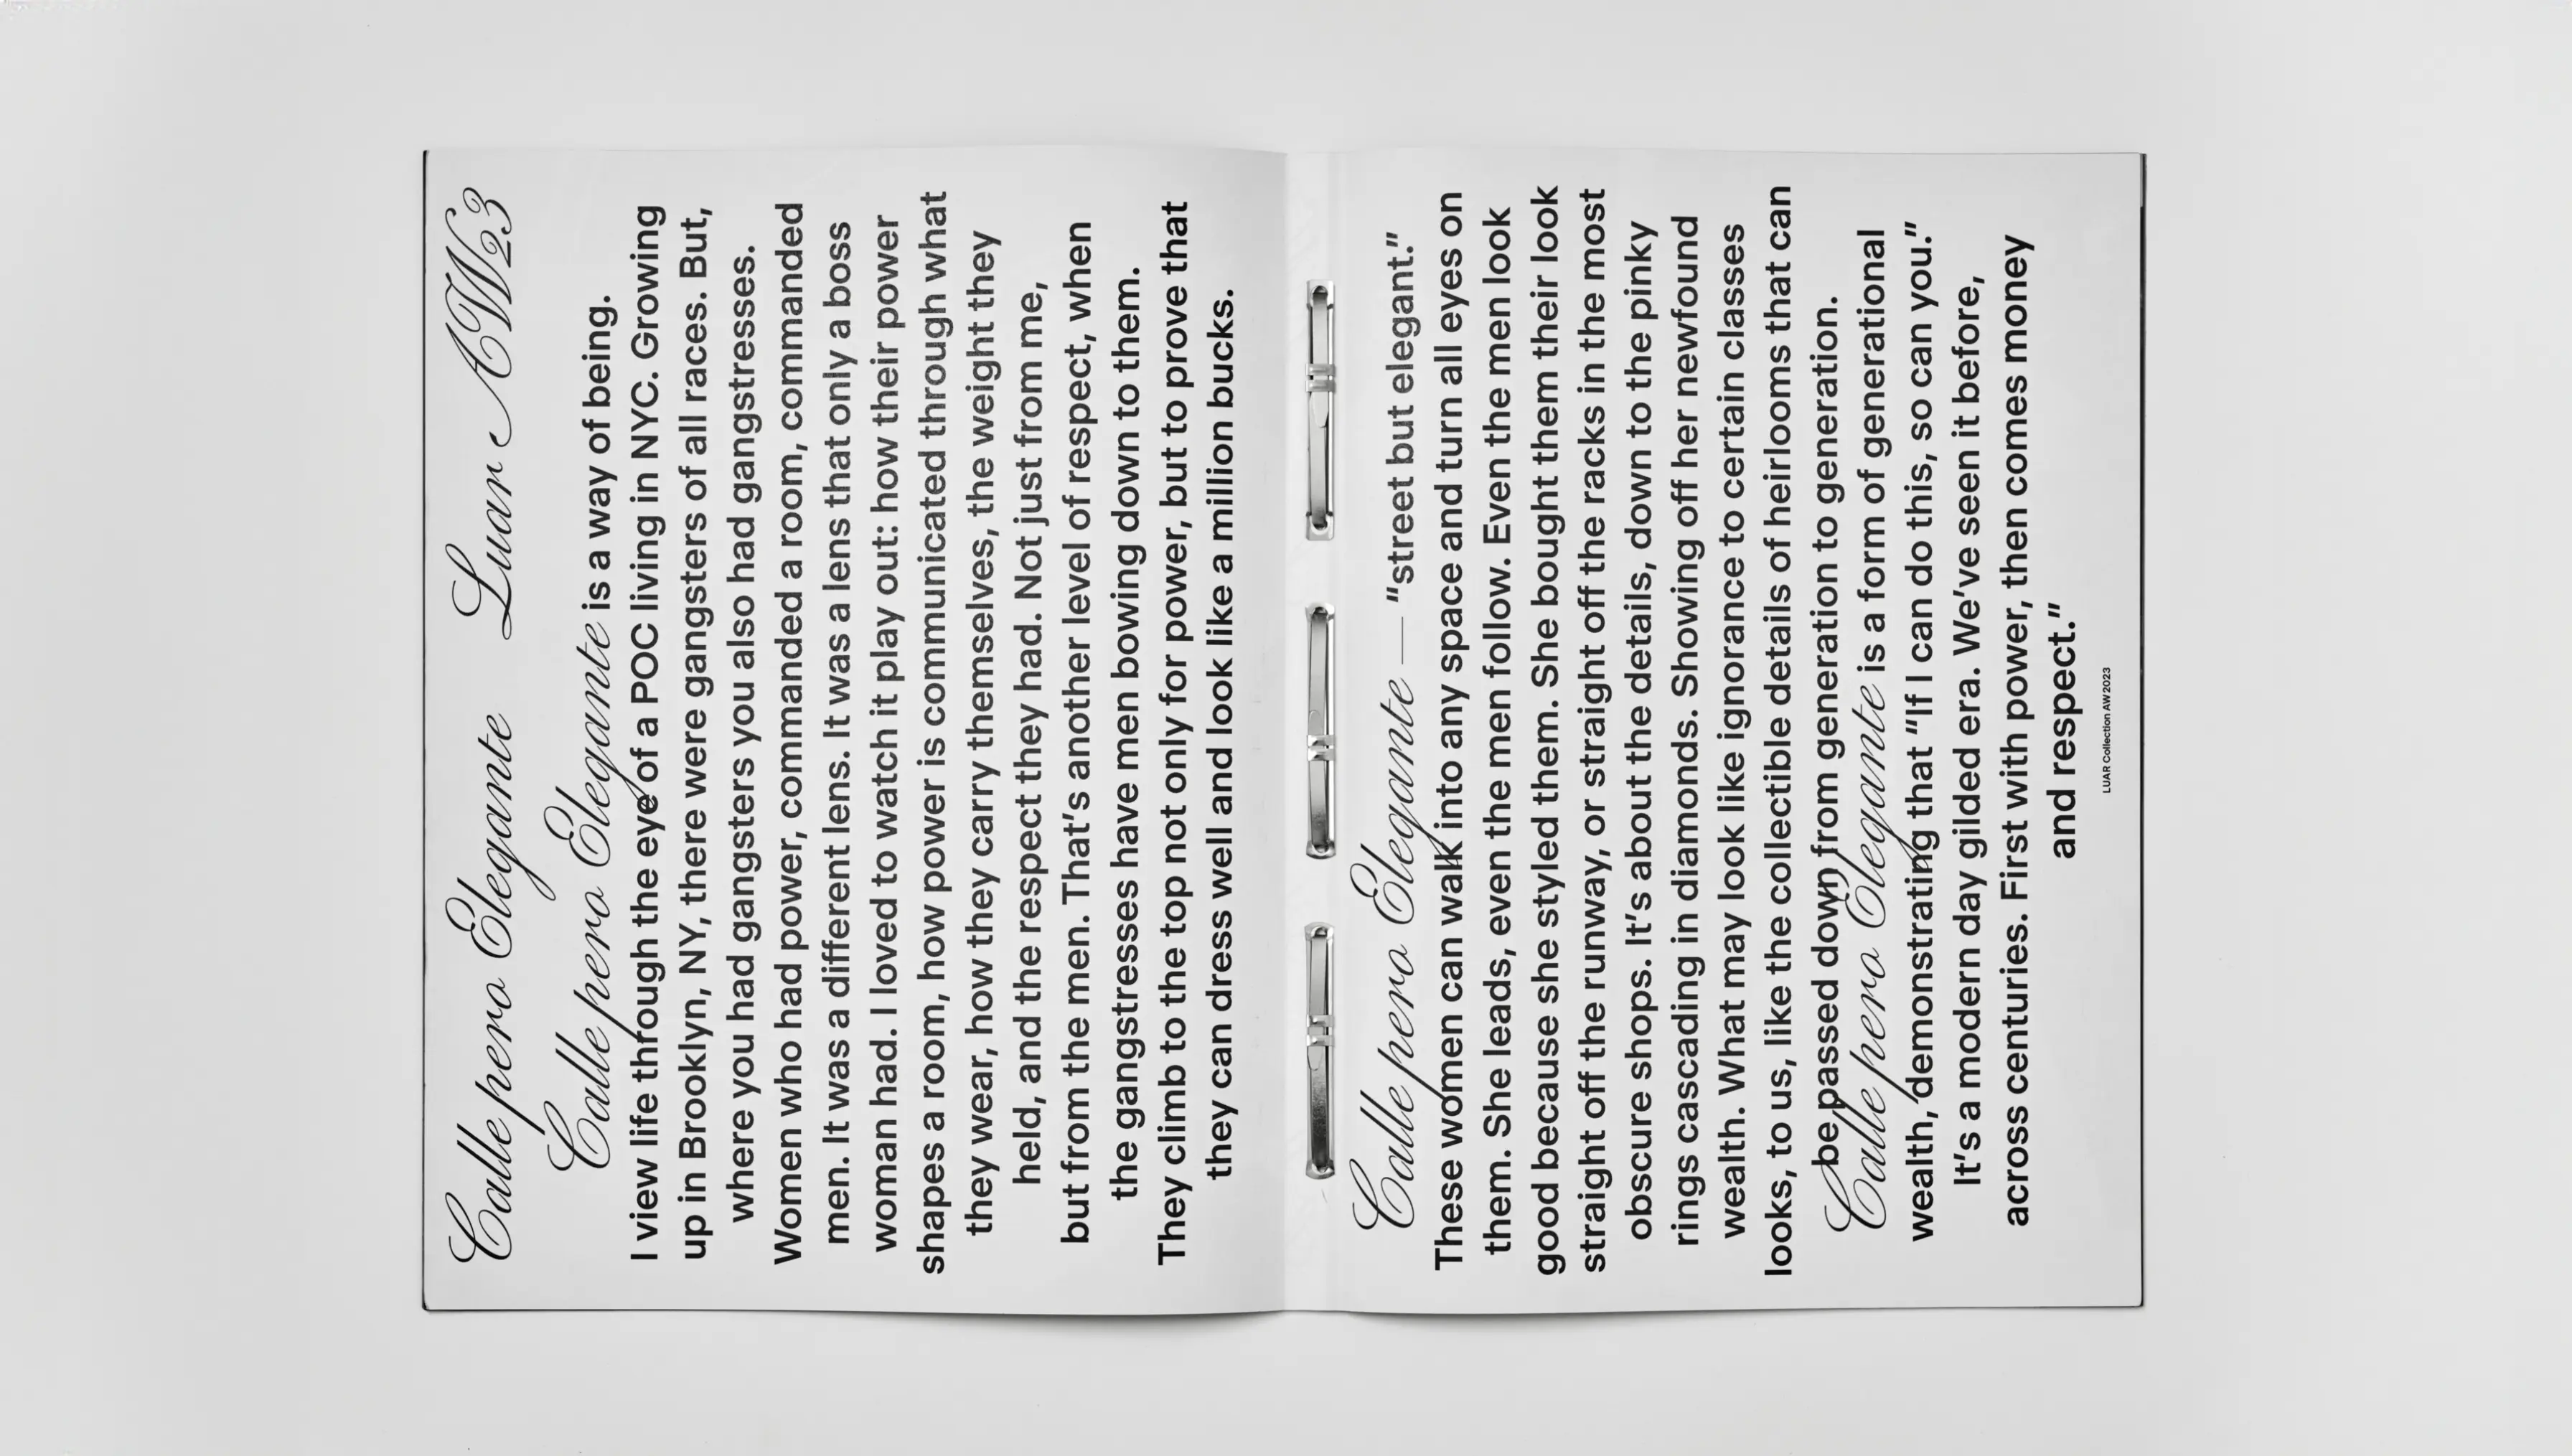 Calle pero Elegante Luar AW23
Calle pero Elegante is a way of being.
I view life through the eye of a POC living in NYC. Growing
up in Brooklyn, NY, there were gangsters of all races. But,
where you had gangsters you also had gangstresses.
Women who had power, commanded a room, commanded
men. It was a different lens. It was a lens that only a boss
woman had. I loved to watch it play out: how their power
shapes a room, how power is communicated through what
they wear, how they carry themselves, the weight they
held, and the respect they had. Not just from me,
but from the men. That’s another level of respect, when
the gangstresses have men bowing down to them.
They climb to the top not only for power, but to prove that
they can dress well and look like a million bucks.
Calle pero Elegante — “street but elegant.”
These women can walk into any space and turn all eyes on
them. She leads, even the men follow. Even the men look
good because she styled them. She bought them their look
straight off the runway, or straight off the racks in the most
obscure shops. It’s about the details, down to the pinky
rings cascading in diamonds. Showing off her newfound
wealth. What may look like ignorance to certain classes
looks, to us, like the collectible details of heirlooms that can
be passed down from generation to generation.
Calle pero Elegante is a form of generational
wealth, demonstrating that “If I can do this, so can you.”
It’s a modern day gilded era. We’ve seen it before,
across centuries. First with power, then comes money
and respect.”
LUAR Collection AW2023